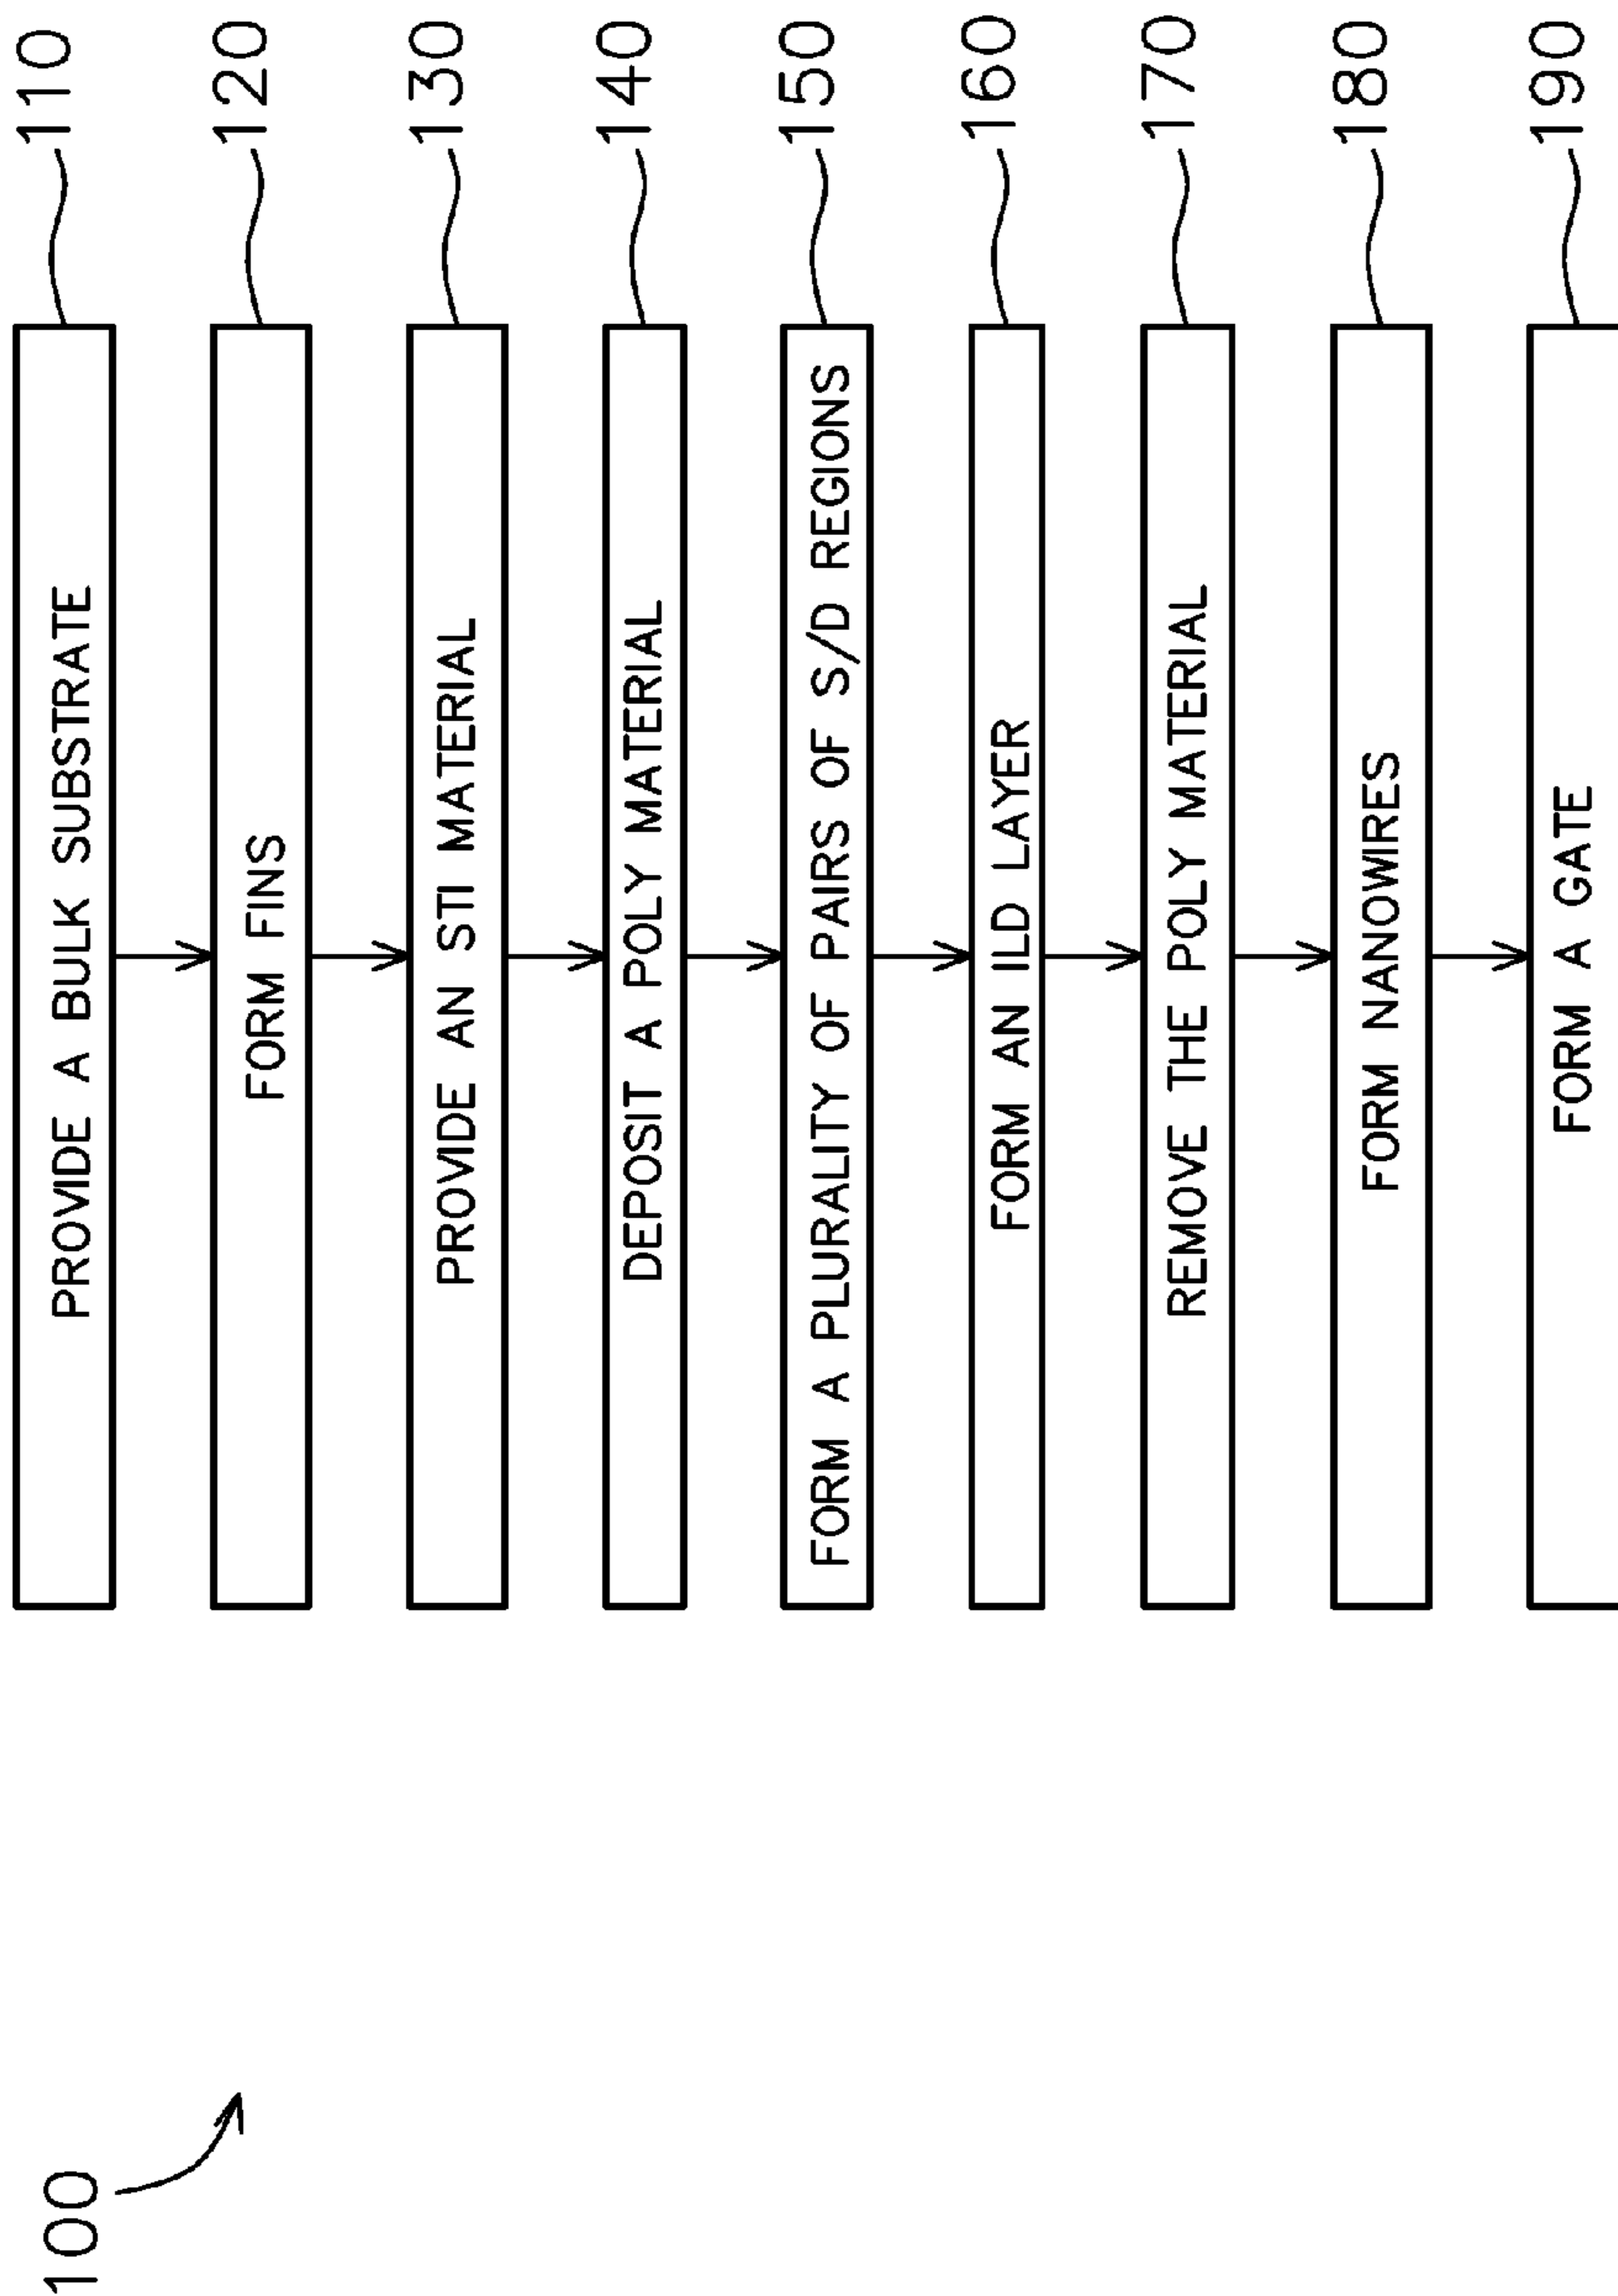 100
PROVIDE A BULK SUBSTRATE 110
FORM FINS 120
PROVIDE AN STI MATERIAL 130
DEPOSIT A POLY MATERIAL 140
FORM A PLURALITY OF PAIRS OF S/D REGIONS 150
FORM AN ILD LAYER 160
REMOVE THE POLY MATERIAL 170
FORM NANOWIRES 180
FORM A GATE 190